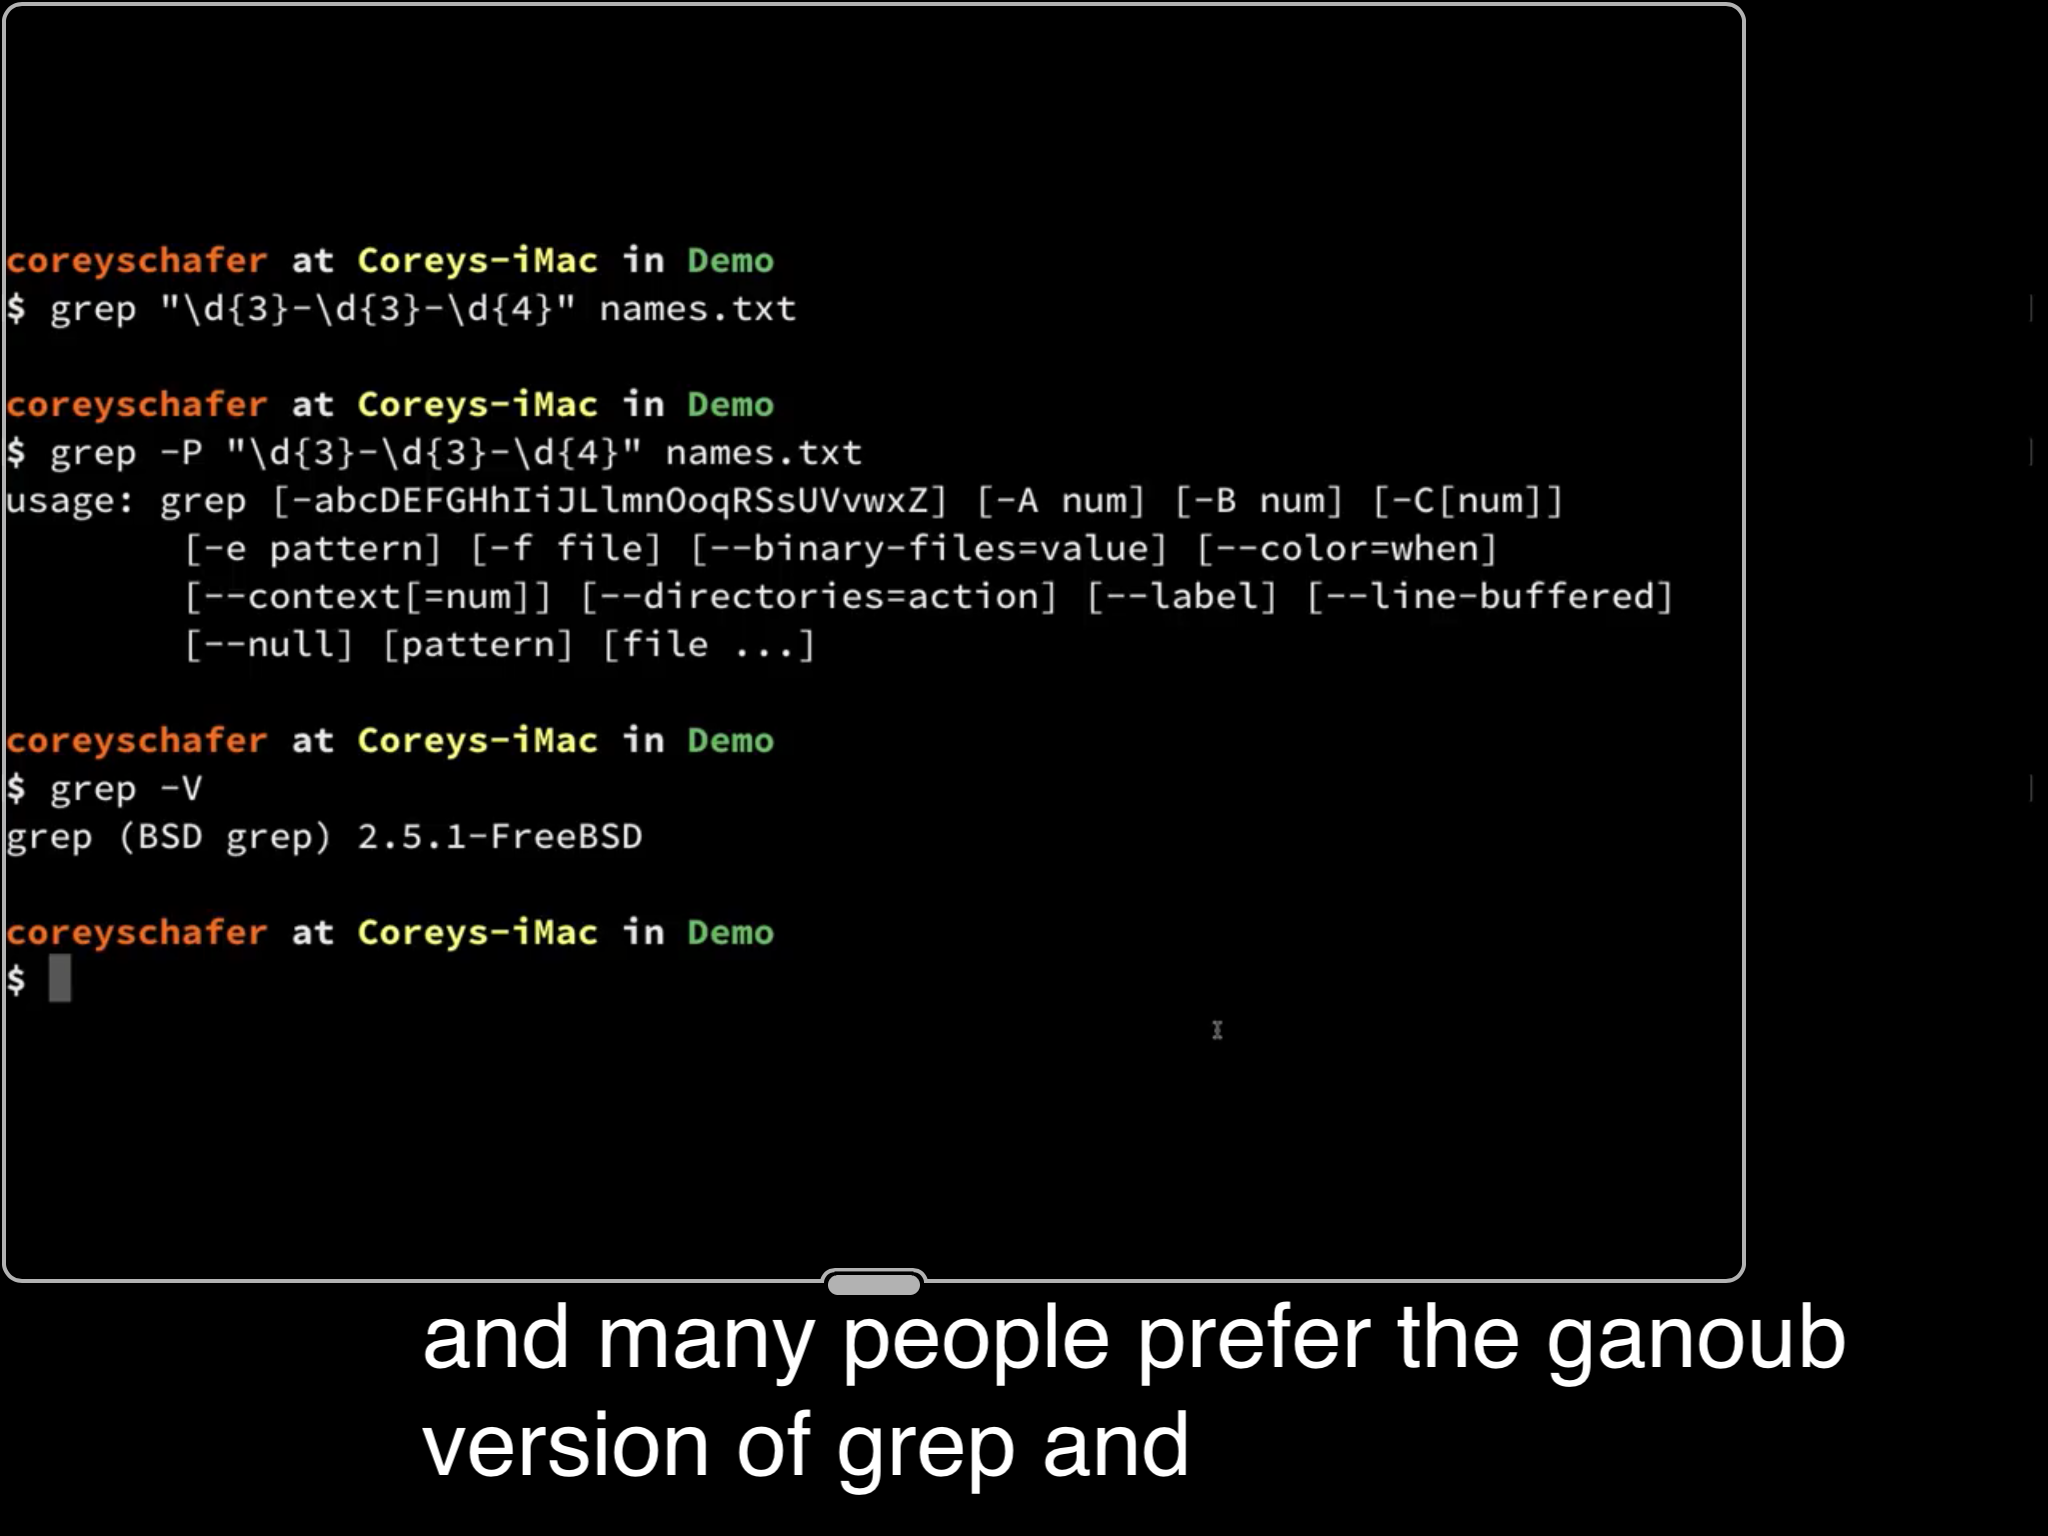 coreyschafer at Coreys-iMac in Demo
$ grep "\d{3}-\d{3}-\d{4}" names.txt
coreyschafer at Coreys-iMac in Demo
$ grep -P "\d{3}-\d{3}-\d{4}" names.txt
usage: grep [-abcDEFGHhIiJLlmnOoqRSsUVvwxZ] [-A num] [-B num] [-C[num]]
[-e pattern] [-f file] [--binary-files=value] [--color=when]
[--context[=num]] [--directories=action] [--label] [--line-buffered]
[--null] [pattern] [file ...]
coreyschafer at Coreys-iMac in Demo
$ grep -V
grep (BSD grep) 2.5.1-FreeBSD
coreyschafer at Coreys-iMac in Demo
$
and many people prefer the ganoub
version of grep and